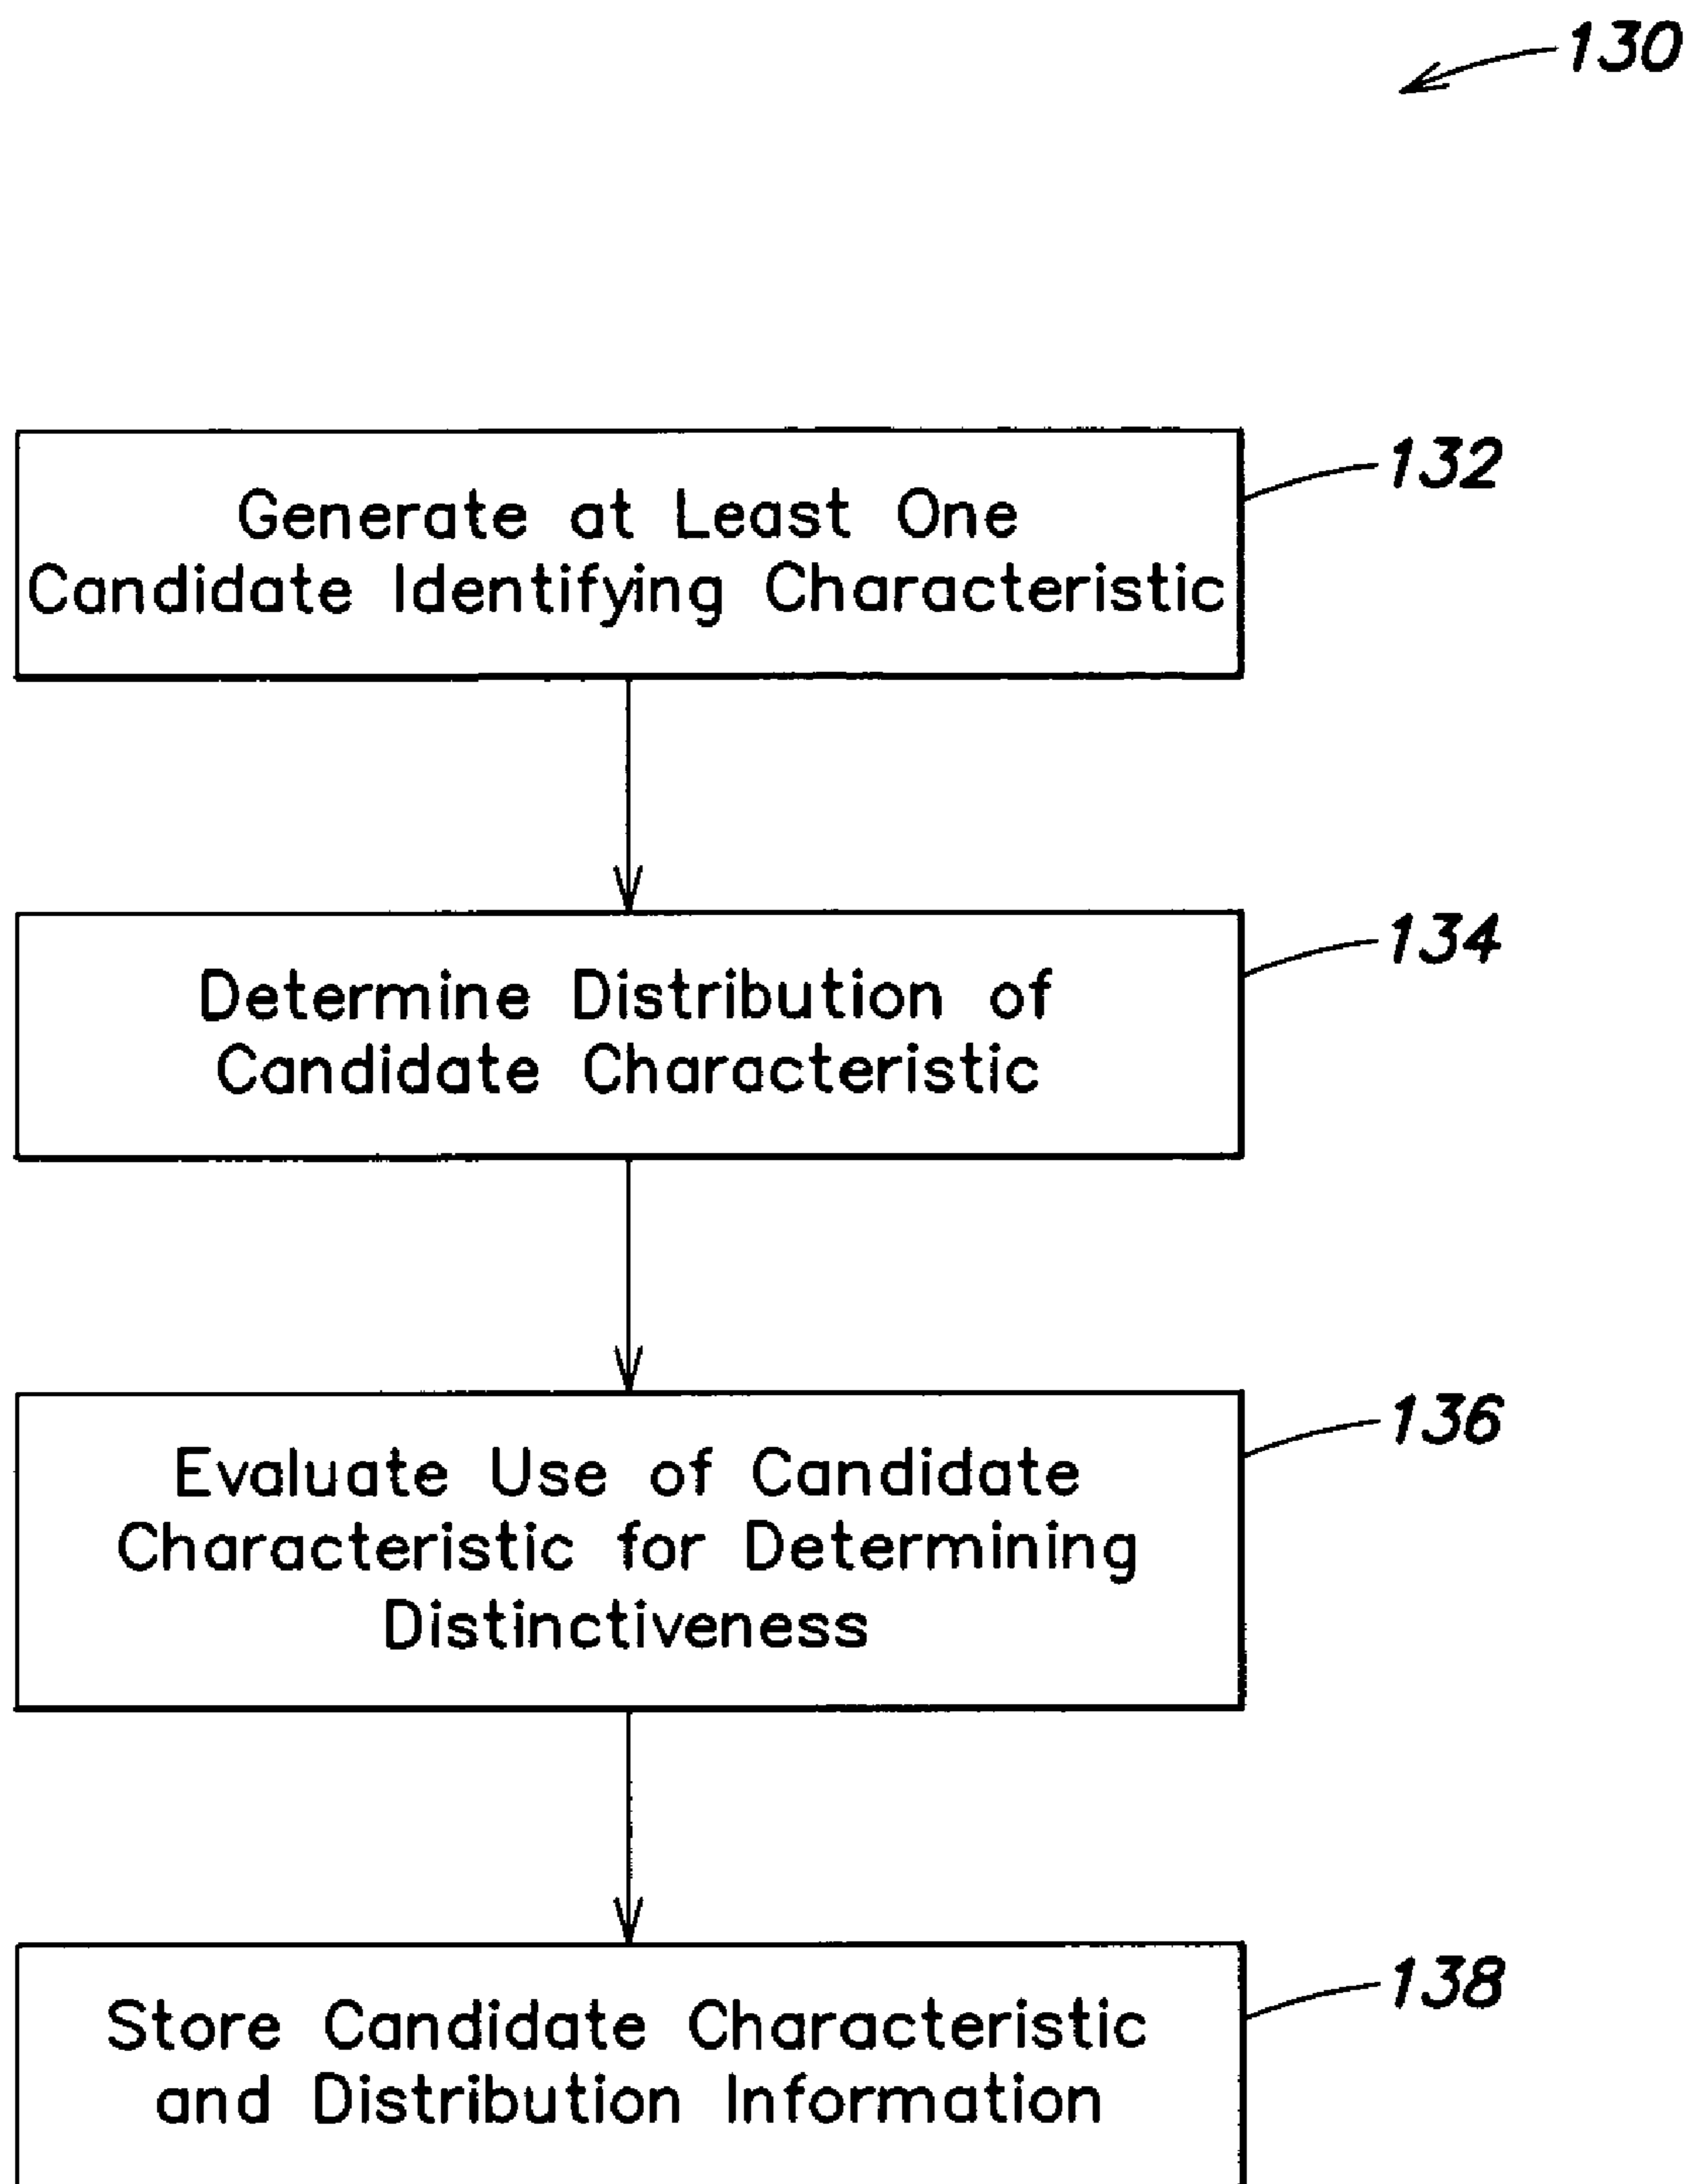 130
Generate at Least One
Candidate Identifying Characteristic
132
Determine Distribution of
Candidate Characteristic
134
Evaluate Use of Candidate
Characteristic for Determining
Distinctiveness
136
Store Candidate Characteristic
and Distribution Information
138